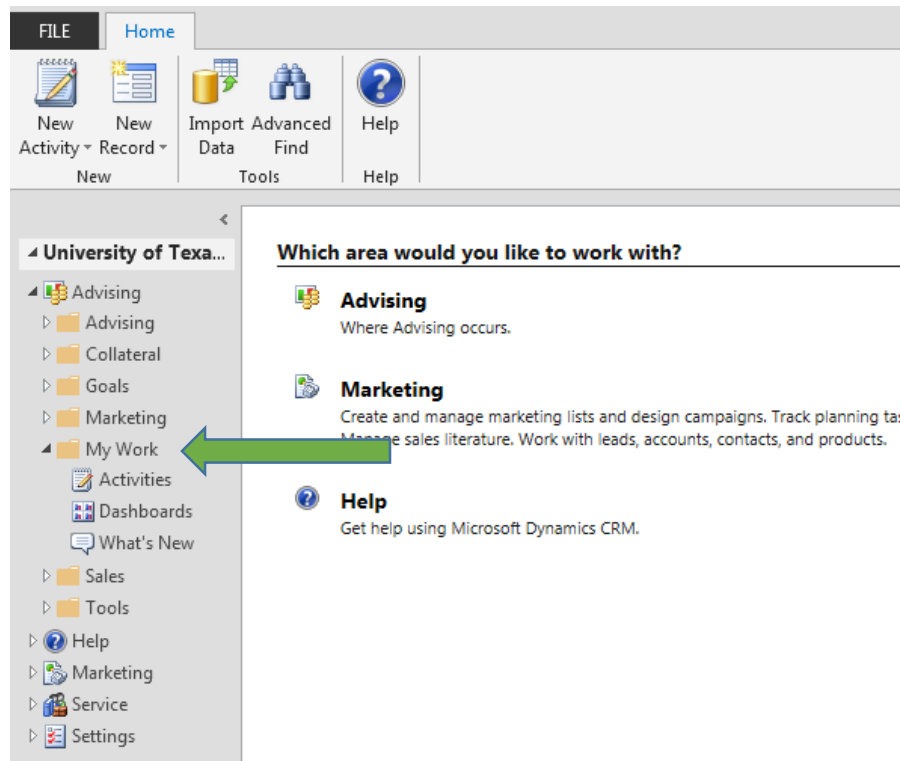 FILE Home
New Activity New Record Import Data Advanced Find Help
New Tools Help
University of Texa...
Advising
Advising
Collateral
Goals
Marketing
My Work
Activities
Dashboards
What's New
Sales
Tools
Help
Marketing
Service
Settings
Which area would you like to work with?
Advising
Where Advising occurs.
Marketing
Create and manage marketing lists and design campaigns. Track planning
sales literature. Work with leads, accounts, contacts, and products.
Help
Get help using Microsoft Dynamics CRM.